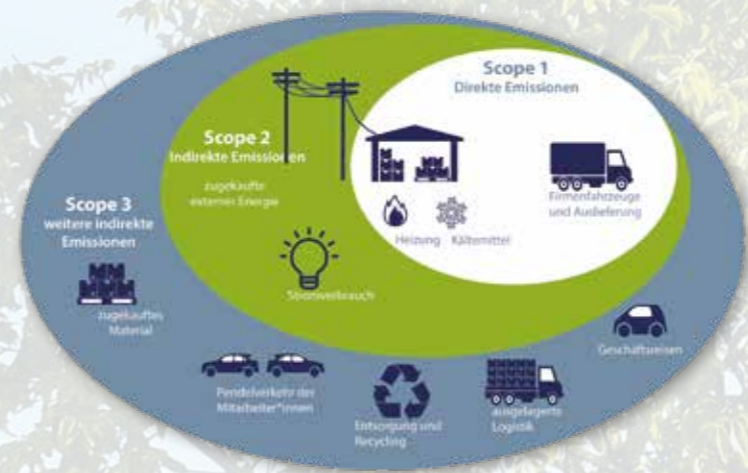 Scope 1
Direkte Emissionen
Scope 2
Indirekte Emissionen
zugekaufte
externer Energie
Firmenfahrzeuge
und Auslieferung
Heizung
Kältemittel
Scope 3
weitere indirekte
Emissionen
Stromverbrauch
zugekauftes
Material
Geschäftsreisen
Pendelverkehr der
Mitarbeiter*innen
Entsorgung und
Recycling
ausgelagerte
Logistik